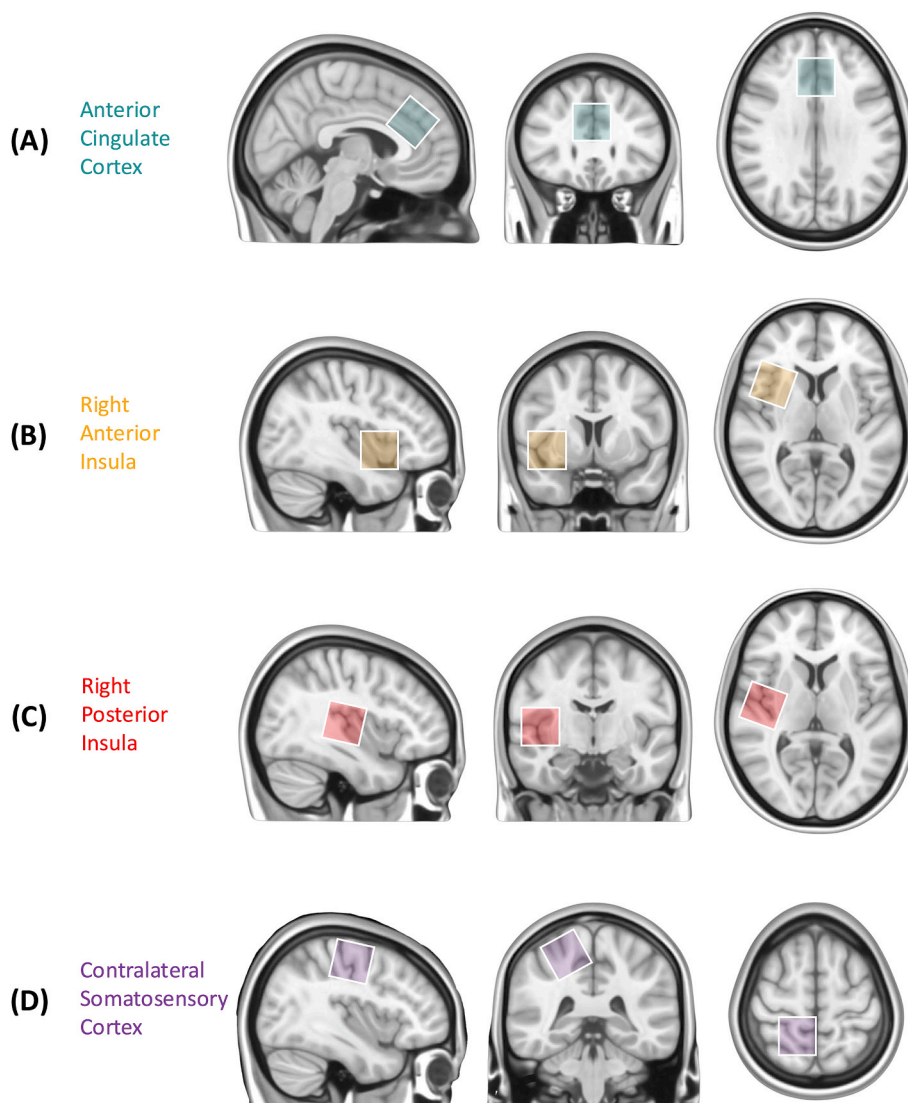 (A)
Anterior
Cingulate
Cortex
(B)
Right
Anterior
Insula
(C)
Right
Posterior
Insula
(D)
Contralateral
Somatosensory
Cortex